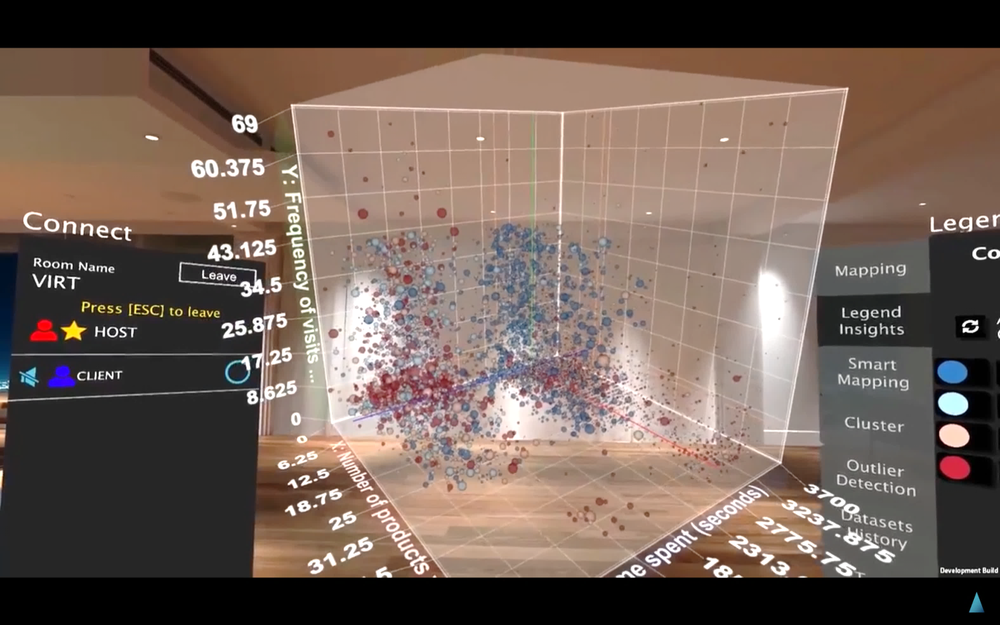 Connect
Room Name
VIRT
Leave
Press [ESC] to leave
HOST
CLIENT
69
60.375
51.75
43.125
34.5
25.875
17.25
8.625
0
Y: Frequency of visits ...
0
6.25
12.5
18.75
25
31.25
5
X: Number of products
me spent (seconds)
3700
3237.875
2775.75
2313.
18
Legen
Co
Mapping
Legend
Insights
Smart
Mapping
Cluster
Outlier
Detection
Datasets
History
Development Build